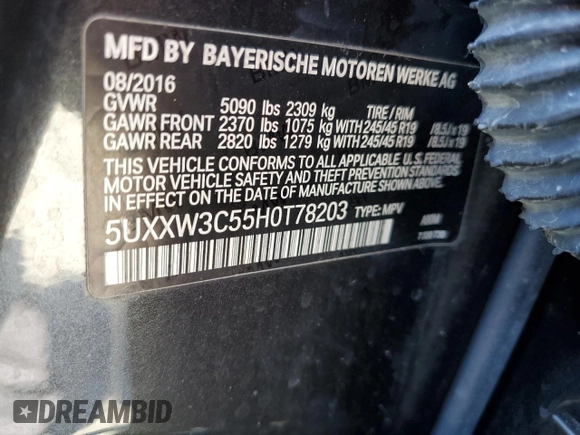 MFD BY BAYERISCHE MOTOREN WERKE AG
08/2016
GVWR 5090 lbs 2309 kg TIRE / RIM
GAWR FRONT 2370 lbs 1075 kg WITH 245/45 R19 /8.5J x 19
GAWR REAR 2820 lbs 1279 kg WITH 245/45 R19 /8.5J x 19
THIS VEHICLE CONFORMS TO ALL APPLICABLE U.S. FEDERAL
MOTOR VEHICLE SAFETY AND THEFT PREVENTION STANDARDS
IN EFFECT ON THE DATE OF MANUFACTURE SHOWN ABOVE.
5UXXW3C55H0T78203 TYPE: MPV
DREAMBID